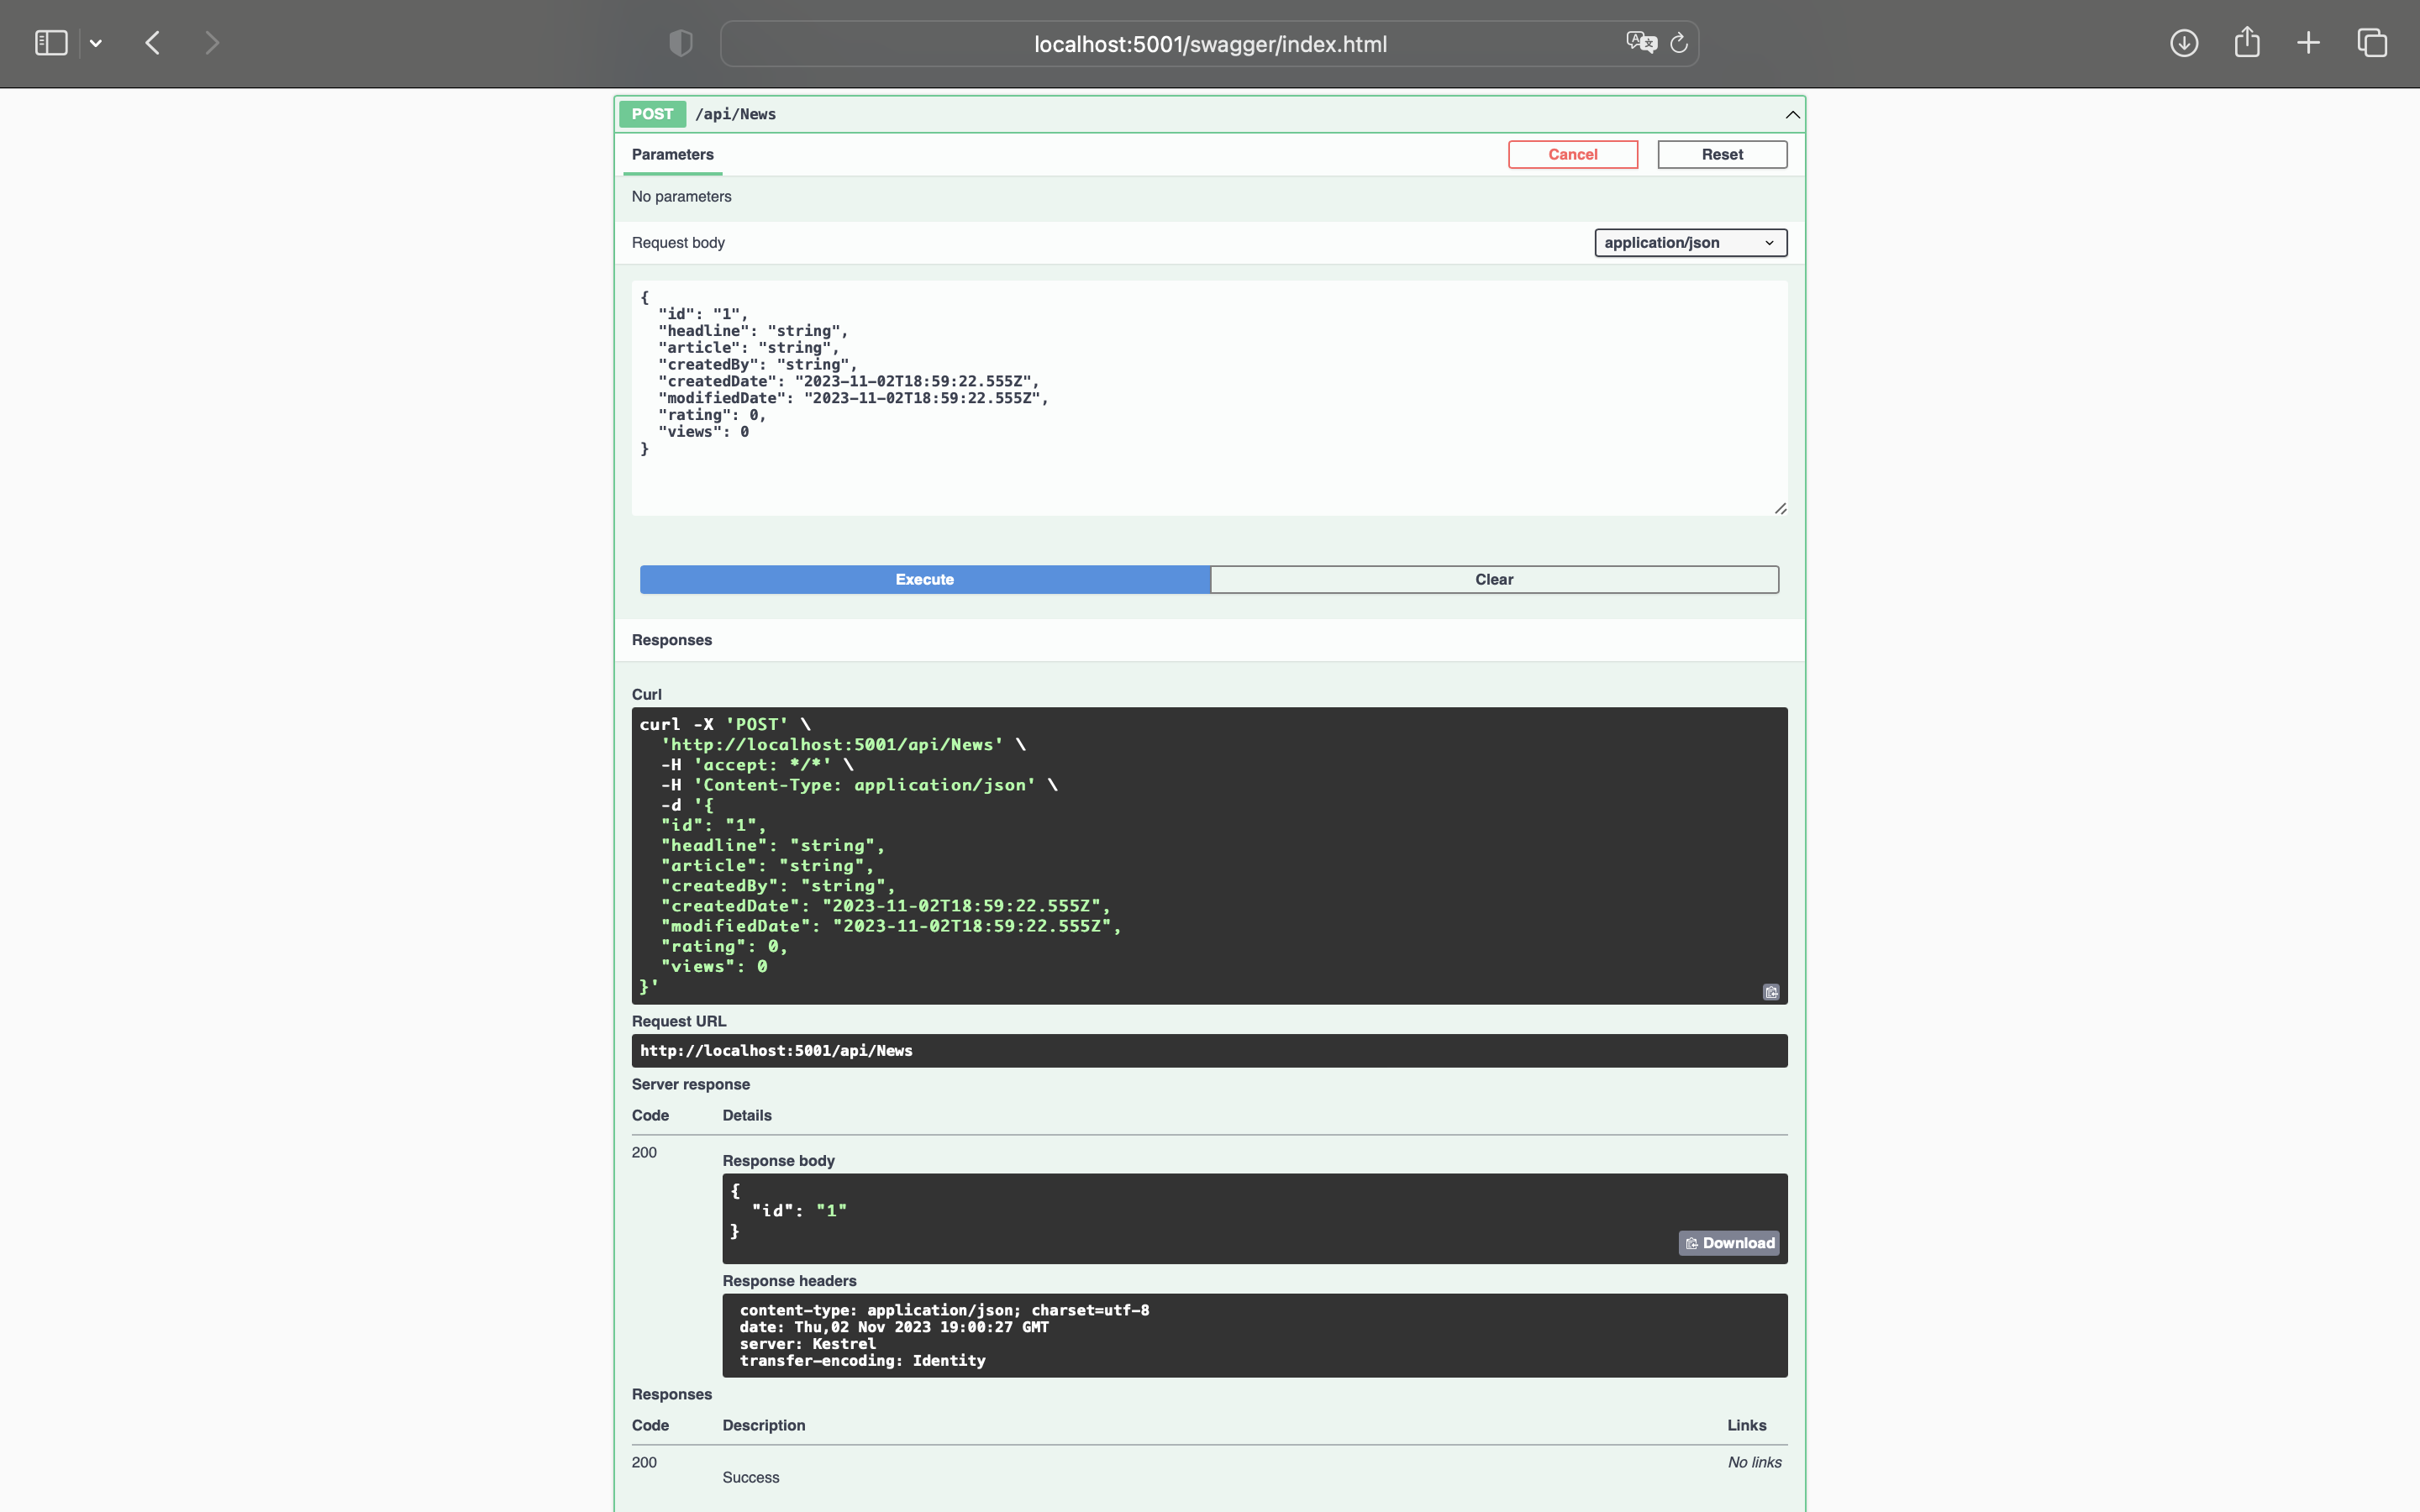 localhost:5001/swagger/index.html
POST /api/News
Parameters
Cancel
Reset
No parameters
Request body
application/json
{
  "id": "1",
  "headline": "string",
  "article": "string",
  "createdBy": "string",
  "createdDate": "2023-11-02T18:59:22.555Z",
  "modifiedDate": "2023-11-02T18:59:22.555Z",
  "rating": 0,
  "views": 0
}
Execute
Clear
Responses
Curl
curl -X 'POST' \
  'http://localhost:5001/api/News' \
  -H 'accept: */*' \
  -H 'Content-Type: application/json' \
  -d '{
  "id": "1",
  "headline": "string",
  "article": "string",
  "createdBy": "string",
  "createdDate": "2023-11-02T18:59:22.555Z",
  "modifiedDate": "2023-11-02T18:59:22.555Z",
  "rating": 0,
  "views": 0
}'
Request URL
http://localhost:5001/api/News
Server response
Code Details
200
Response body
{
  "id": "1"
}
Download
Response headers
content-type: application/json; charset=utf-8
date: Thu,02 Nov 2023 19:00:27 GMT
server: Kestrel
transfer-encoding: Identity
Responses
Code Description Links
200 No links
Success